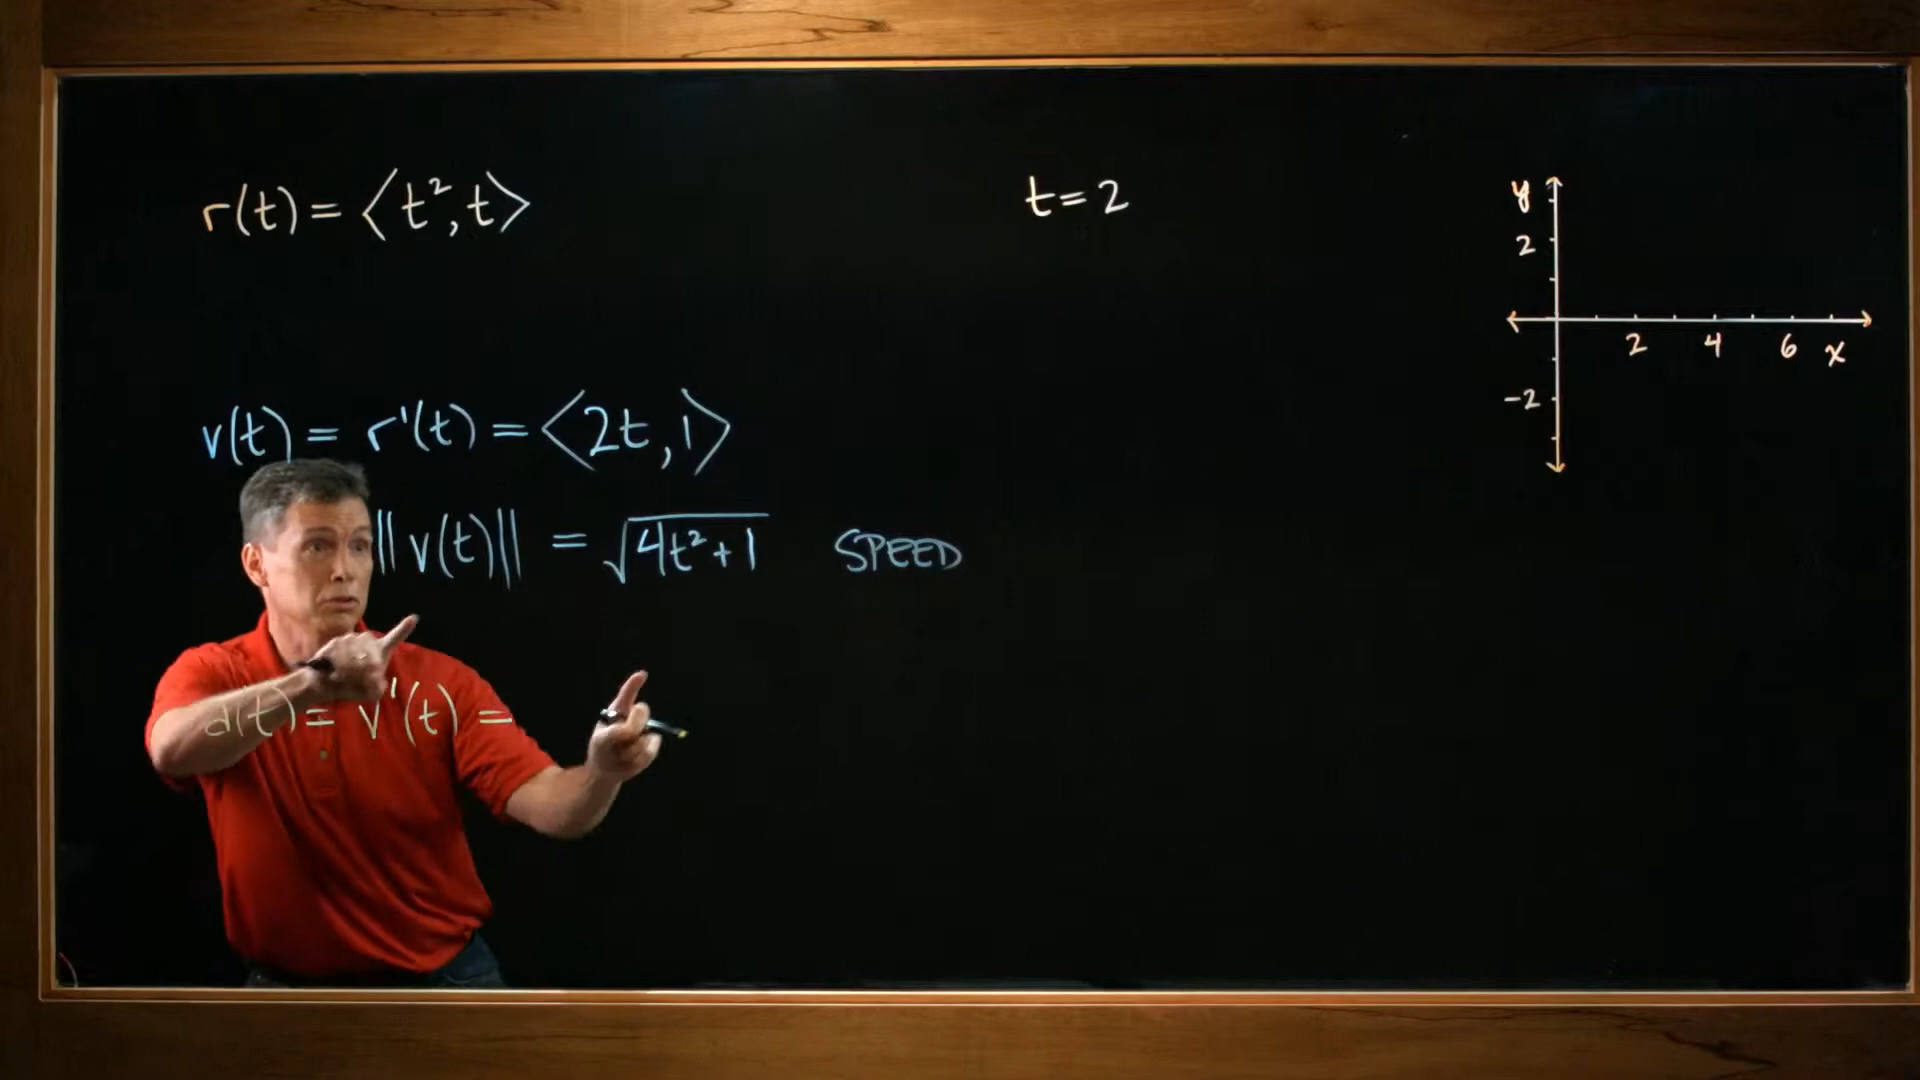 r(t) = ⟨t², t⟩
t = 2
y
2
2 4 6 x
-2
v(t) = r'(t) = ⟨2t, 1⟩
‖v(t)‖ = √(4t² + 1) SPEED
a(t) = v'(t) =